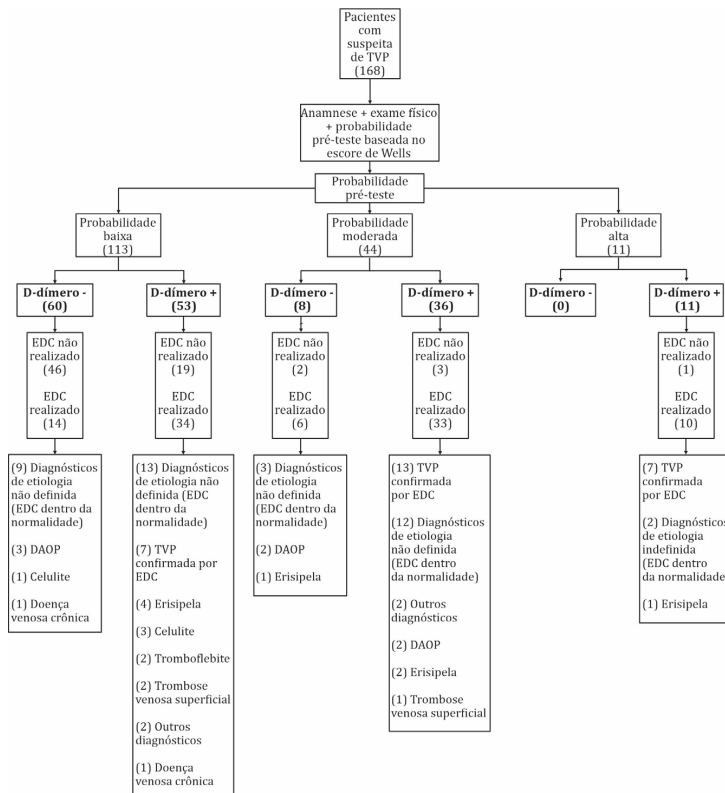 Pacientes
com
suspeita
de TVP
(168)
Anamnese + exame físico
+ probabilidade
pré-teste baseada no
escore de Wells
Probabilidade
pré-teste
Probabilidade
baixa
(113)
Probabilidade
moderada
(44)
Probabilidade
alta
(11)
D-dímero -
(60)
D-dímero +
(53)
D-dímero -
(8)
D-dímero +
(36)
D-dímero -
(0)
D-dímero +
(11)
EDC não
realizado
(46)
EDC
realizado
(14)
EDC não
realizado
(19)
EDC
realizado
(34)
EDC não
realizado
(2)
EDC
realizado
(6)
EDC não
realizado
(3)
EDC
realizado
(33)
EDC não
realizado
(1)
EDC
realizado
(10)
(9) Diagnósticos
de etiologia
não definida
(EDC dentro da
normalidade)
(3) DAOP
(1) Celulite
(1) Doença
venosa crônica
(13) Diagnósticos
de etiologia não
definida (EDC
dentro da
normalidade)
(7) TVP
confirmada por
EDC
(4) Erisipela
(3) Celulite
(2) Tromboflebite
(2) Trombose
venosa superficial
(2) Outros
diagnósticos
(1) Doença
venosa crônica
(3) Diagnósticos
de etiologia
não definida
(EDC dentro da
normalidade)
(2) DAOP
(1) Erisipela
(13) TVP
confirmada
por EDC
(12) Diagnósticos
de etiologia
não definida
(EDC dentro
da normalidade)
(2) Outros
diagnósticos
(2) DAOP
(2) Erisipela
(1) Trombose
venosa superficial
(7) TVP
confirmada
por EDC
(2) Diagnósticos
de etiologia
indefinida
(EDC dentro
da normalidade
(1) Erisipela